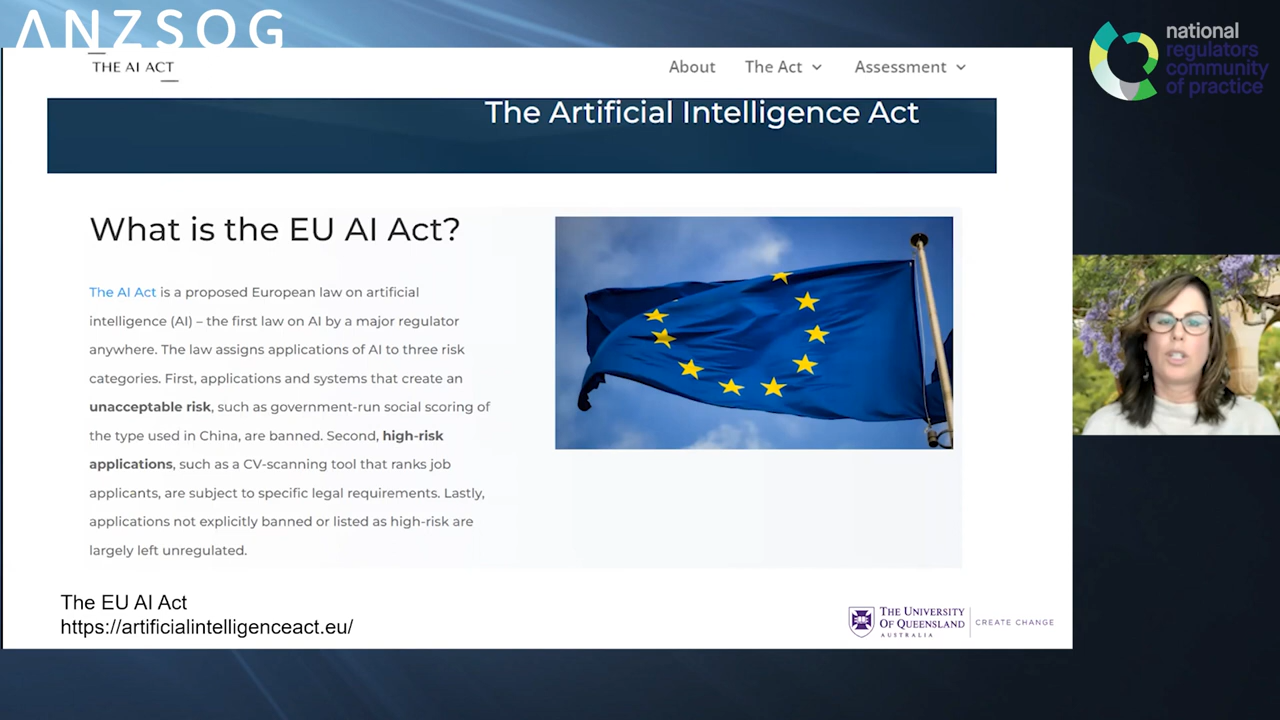 ANZSOG
national
regulators
community
of practice
THE AI ACT
About The Act Assessment
The Artificial Intelligence Act
What is the EU AI Act?
The AI Act is a proposed European law on artificial
intelligence (AI) – the first law on AI by a major regulator
anywhere. The law assigns applications of AI to three risk
categories. First, applications and systems that create an
unacceptable risk, such as government-run social scoring of
the type used in China, are banned. Second, high-risk
applications, such as a CV-scanning tool that ranks job
applicants, are subject to specific legal requirements. Lastly,
applications not explicitly banned or listed as high-risk are
largely left unregulated.
The EU AI Act
https://artificialintelligenceact.eu/
THE UNIVERSITY
OF QUEENSLAND
AUSTRALIA
CREATE CHANGE